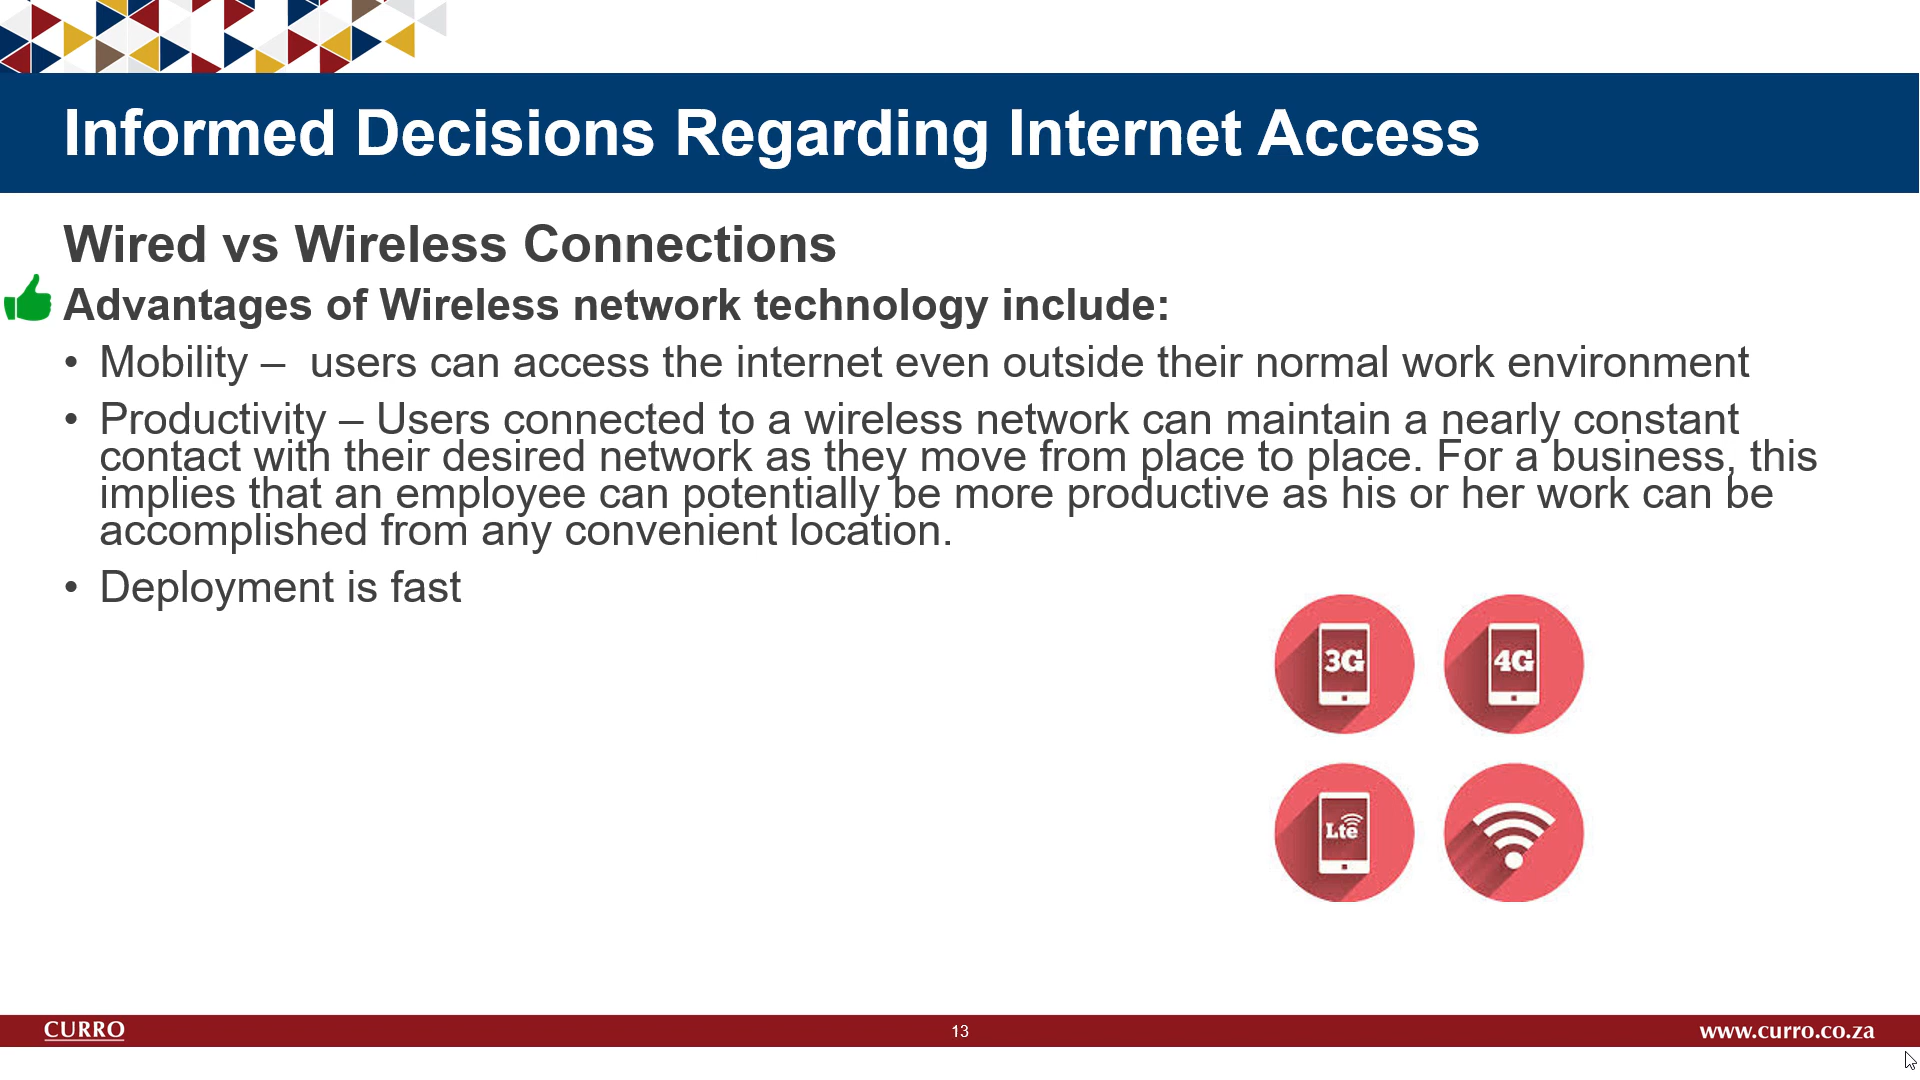 Informed Decisions Regarding Internet Access
Wired vs Wireless Connections
Advantages of Wireless network technology include:
• Mobility –  users can access the internet even outside their normal work environment
• Productivity – Users connected to a wireless network can maintain a nearly constant
contact with their desired network as they move from place to place. For a business, this
implies that an employee can potentially be more productive as his or her work can be
accomplished from any convenient location.
• Deployment is fast
3G
4G
Lte
CURRO
13
www.curro.co.za